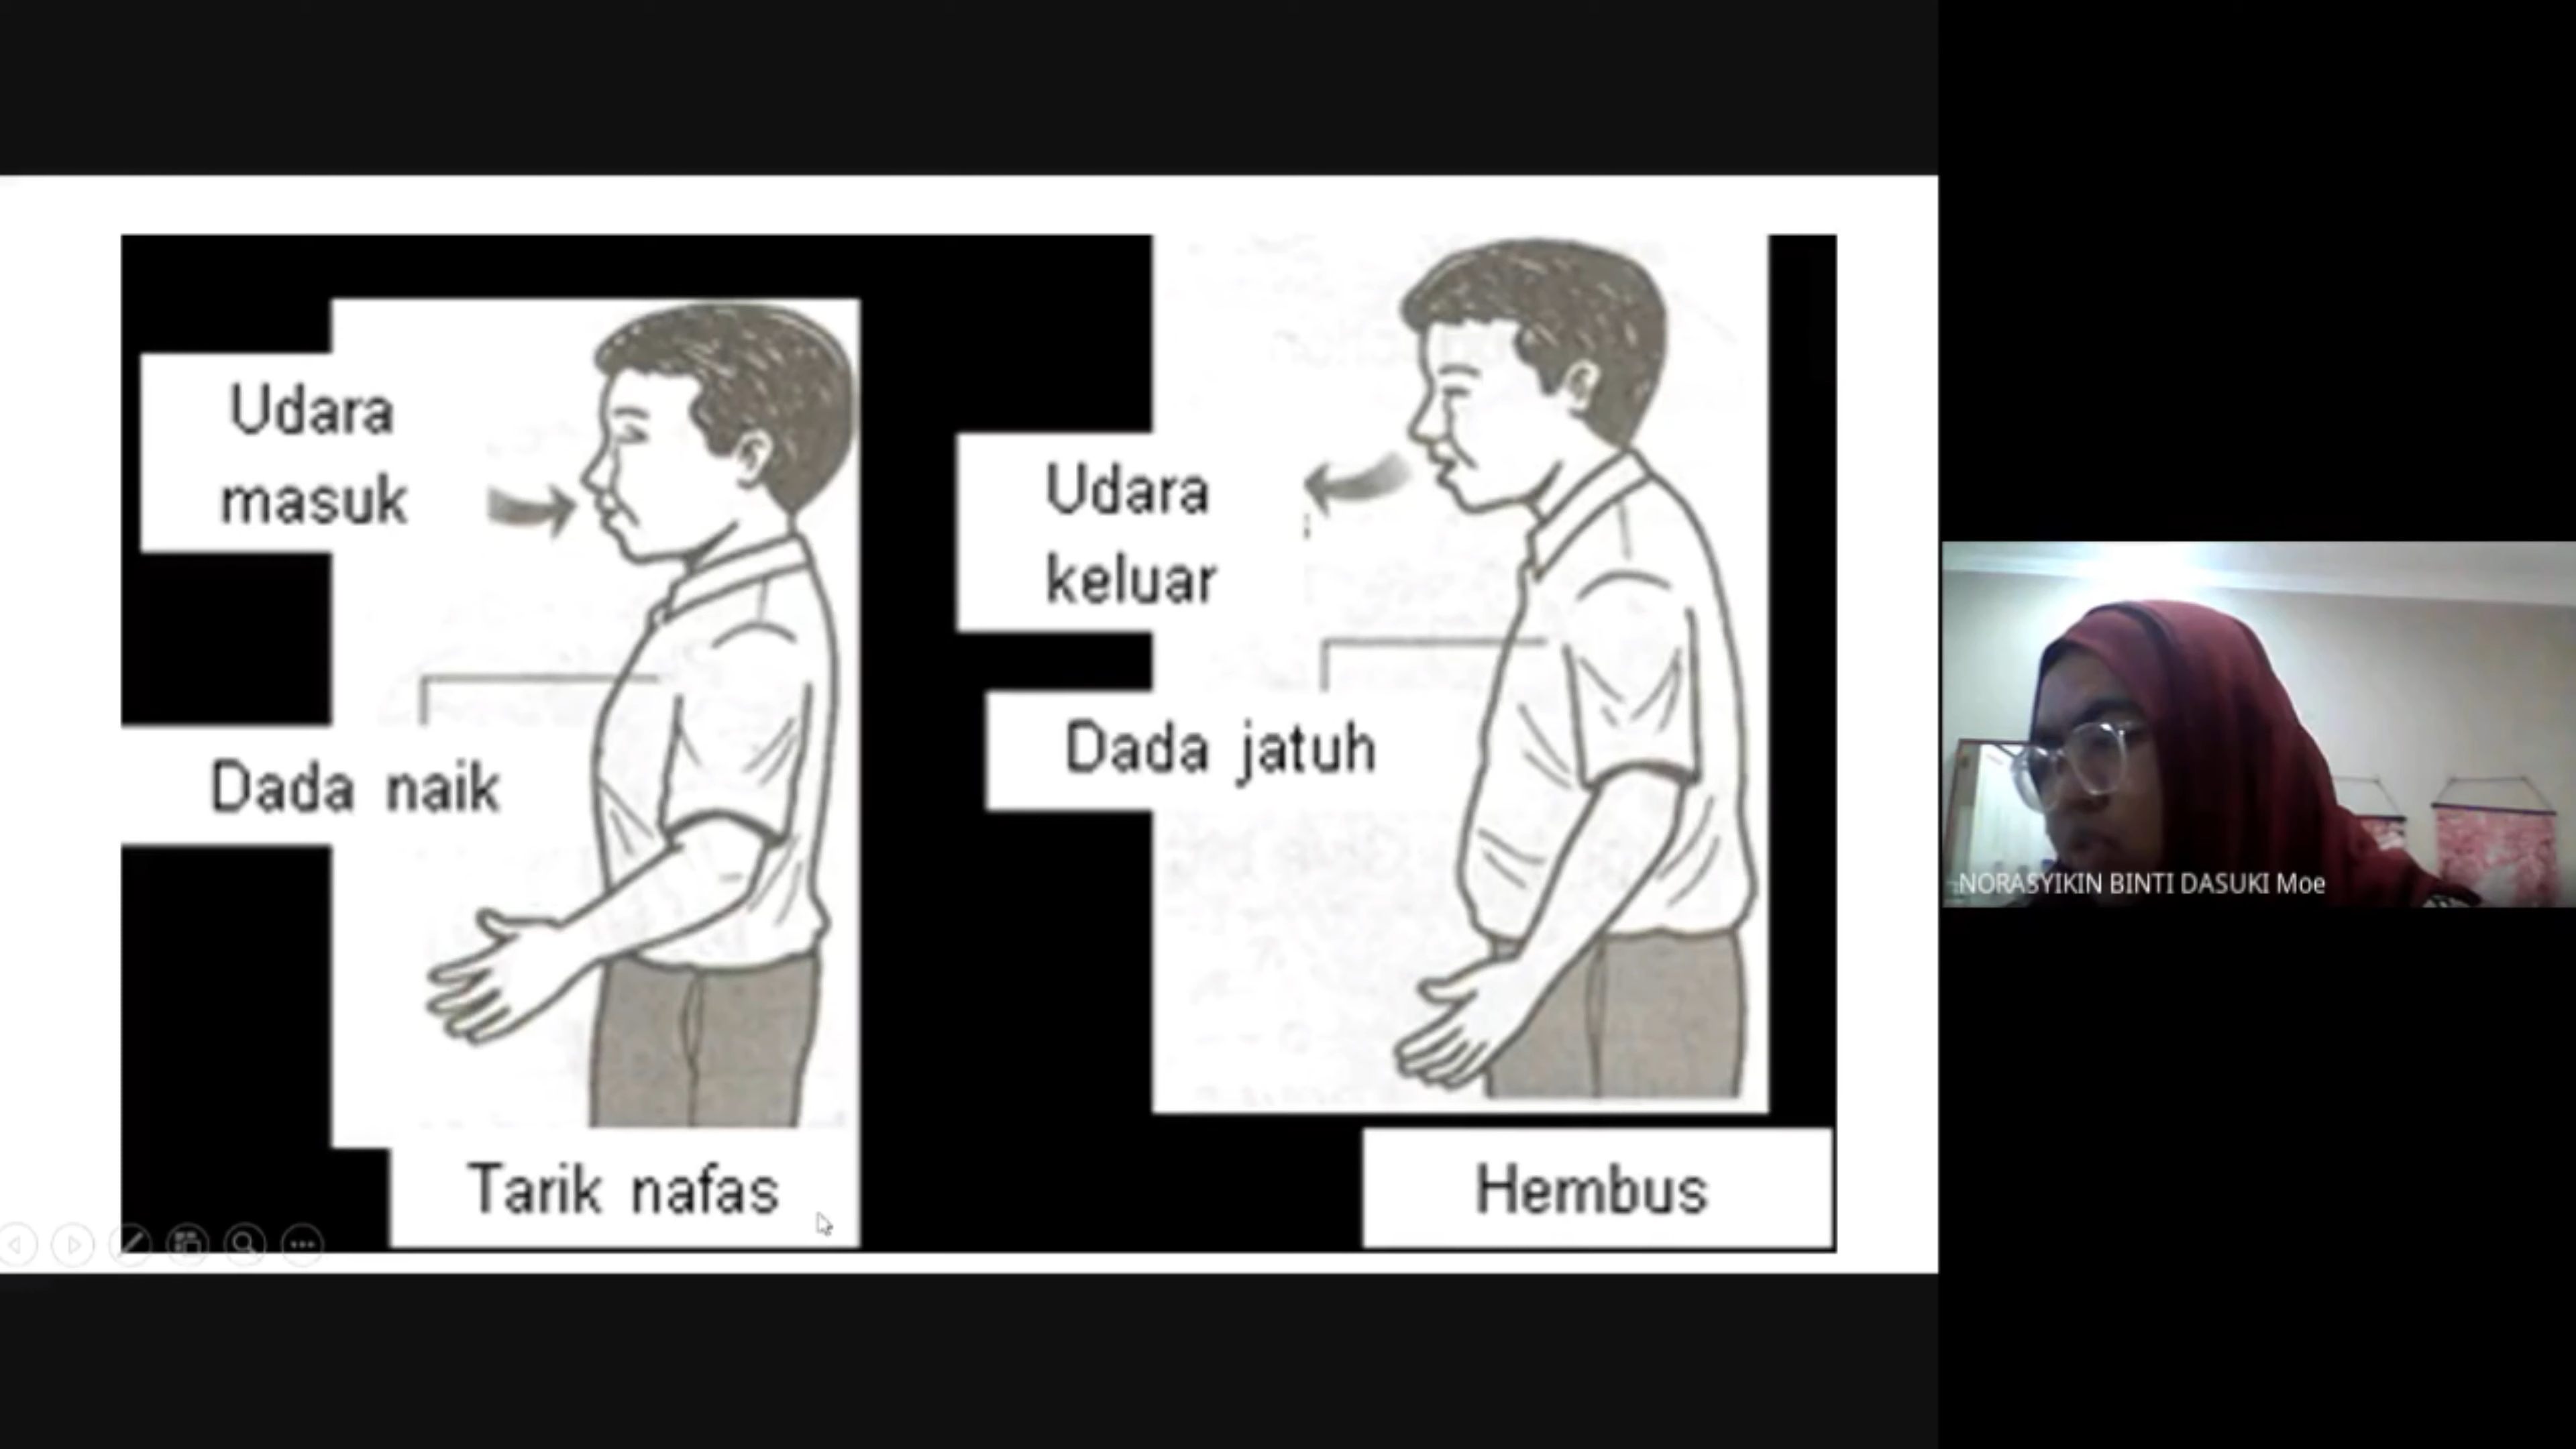 Udara
masuk
Dada naik
Tarik nafas
Udara
keluar
Dada jatuh
Hembus
NORASYIKIN BINTI DASUKI Moe